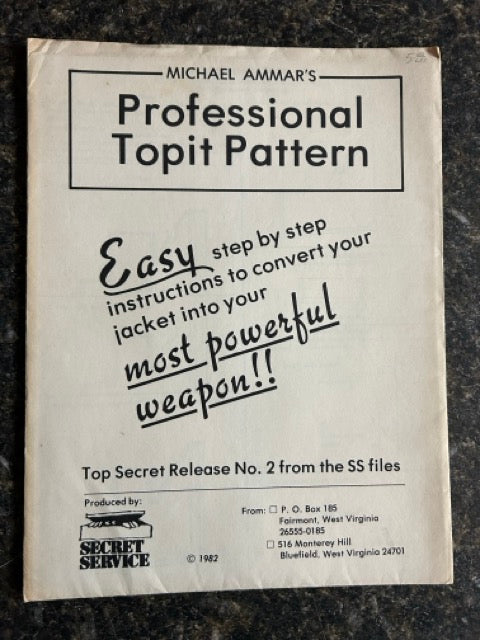 MICHAEL AMMAR'S
Professional
Topit Pattern
Easy step by step
instructions to convert your
jacket into your
most powerful
weapon!!
Top Secret Release No. 2 from the SS files
Produced by:
SECRET
SERVICE
© 1982
From: □ P. O. Box 185
Fairmont, West Virginia
26555-0185
□ 516 Monterey Hill
Bluefield, West Virginia 24701